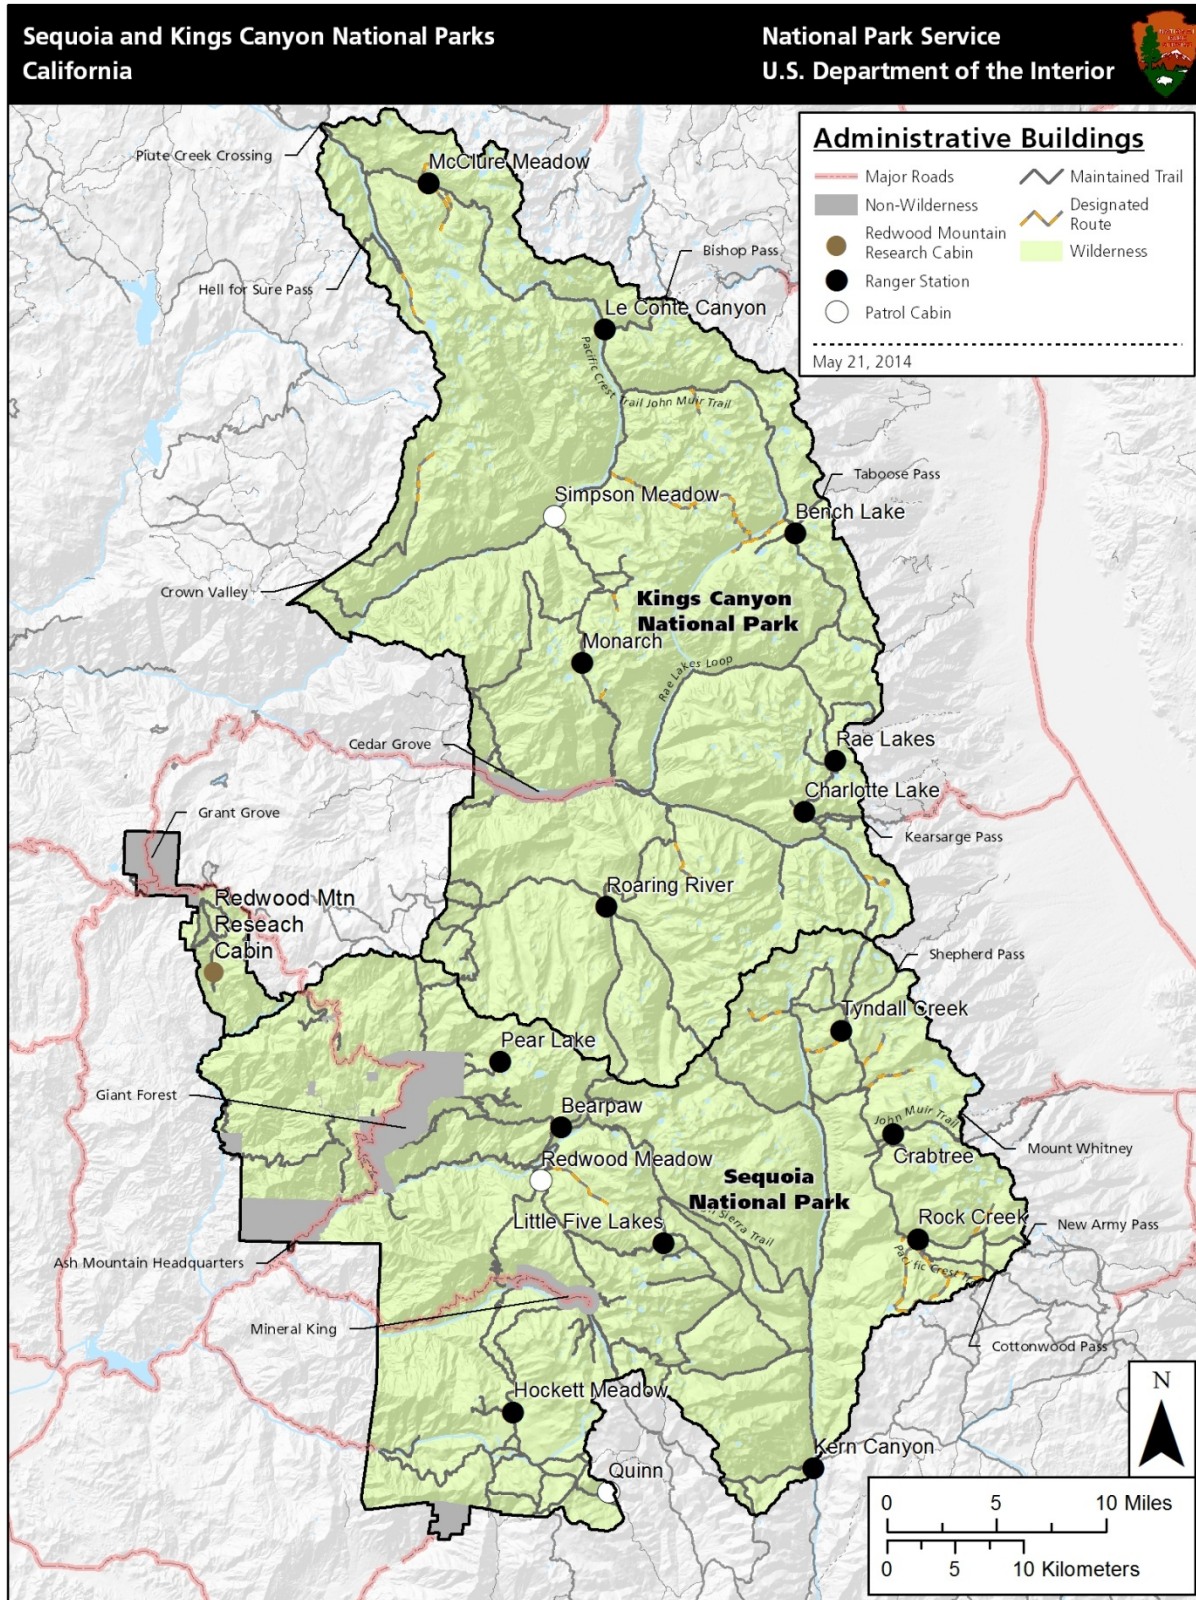 Sequoia and Kings Canyon National Parks
California
National Park Service
U.S. Department of the Interior
Administrative Buildings
Major Roads
Non-Wilderness
Redwood Mountain
Research Cabin
Ranger Station
Patrol Cabin
Maintained Trail
Designated
Route
Wilderness
May 21, 2014
Piute Creek Crossing
McClure Meadow
Bishop Pass
Hell for Sure Pass
Le Conte Canyon
Pacific Crest Trail
John Muir Trail
Taboose Pass
Simpson Meadow
Bench Lake
Crown Valley
Kings Canyon
National Park
Monarch
Rae Lakes Loop
Cedar Grove
Rae Lakes
Charlotte Lake
Grant Grove
Kearsarge Pass
Roaring River
Redwood Mtn
Reseach
Cabin
Shepherd Pass
Tyndall Creek
Pear Lake
Giant Forest
Bearpaw
John Muir Trail
Mount Whitney
Crabtree
Redwood Meadow
Sequoia
National Park
Sierra Trail
Little Five Lakes
Rock Creek
New Army Pass
Pacific Crest
Ash Mountain Headquarters
Mineral King
Cottonwood Pass
Hockett Meadow
Kern Canyon
Quinn
N
0 5 10 Miles
0 5 10 Kilometers